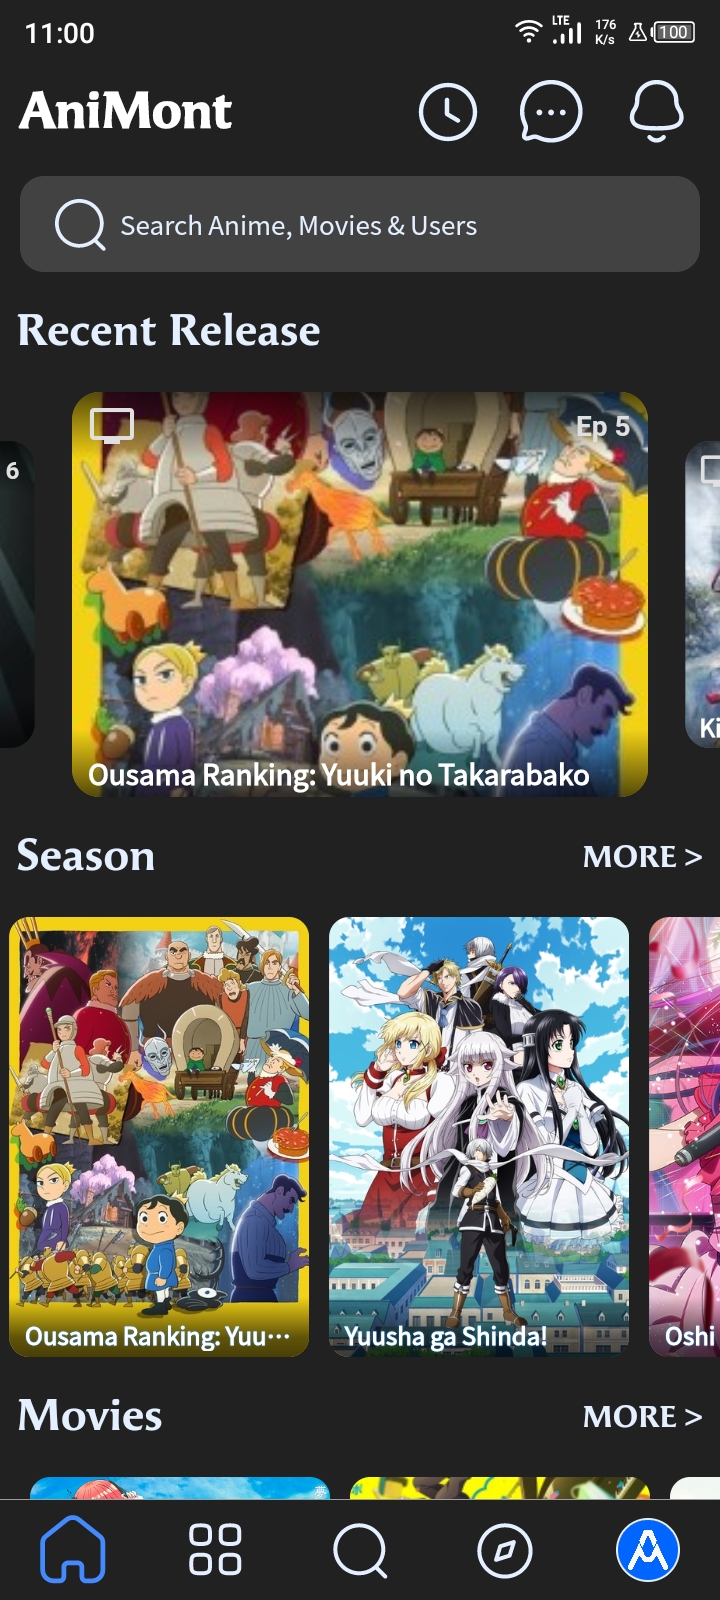 11:00
LTE
176
K/s
100
AniMont
Search Anime, Movies & Users
Recent Release
6
Ep 5
Ki
Ousama Ranking: Yuuki no Takarabako
Season
MORE >
Ousama Ranking: Yuu···
Yuusha ga Shinda!
Oshi
Movies
MORE >
夢